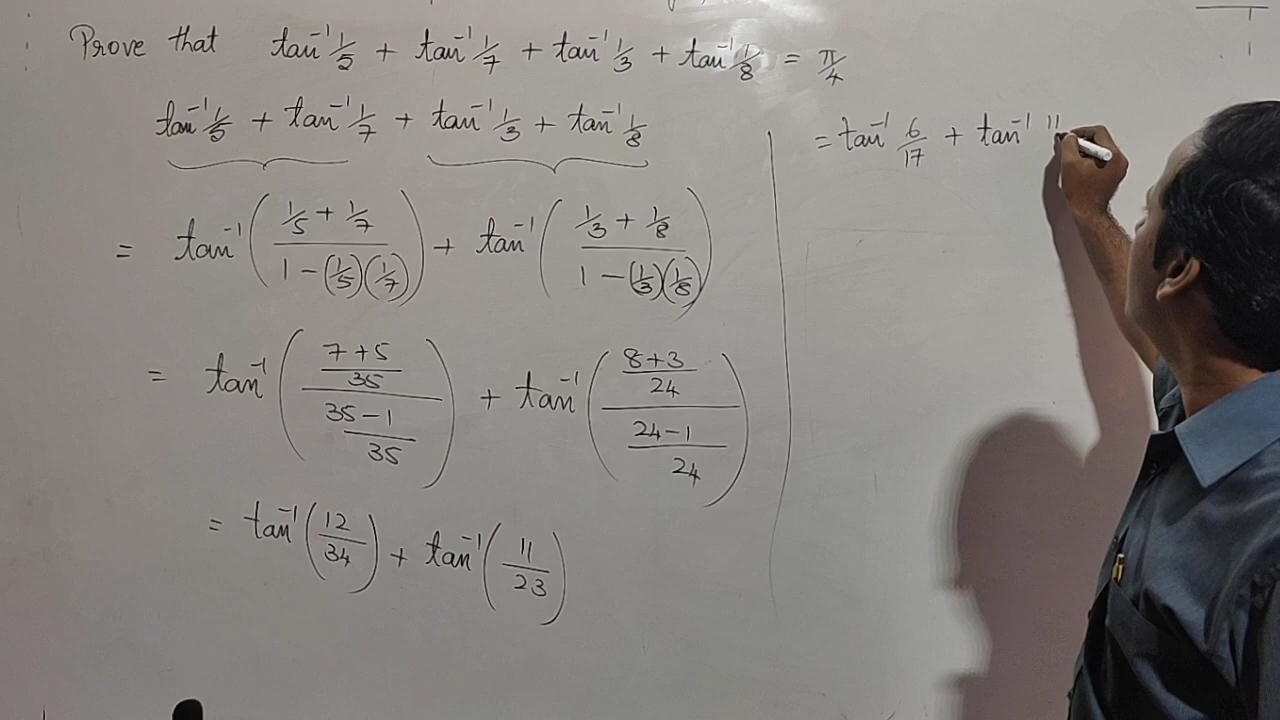 Prove that tan⁻¹ 1/5 + tan⁻¹ 1/7 + tan⁻¹ 1/3 + tan⁻¹ 1/8 = π/4
tan⁻¹ 1/5 + tan⁻¹ 1/7 + tan⁻¹ 1/3 + tan⁻¹ 1/8
= tan⁻¹((1/5 + 1/7)/(1 − (1/5)(1/7))) + tan⁻¹((1/3 + 1/8)/(1 − (1/3)(1/8)))
= tan⁻¹(((7+5)/35)/((35−1)/35)) + tan⁻¹(((8+3)/24)/((24−1)/24))
= tan⁻¹(12/34) + tan⁻¹(11/23)
= tan⁻¹ 6/17 + tan⁻¹ 11